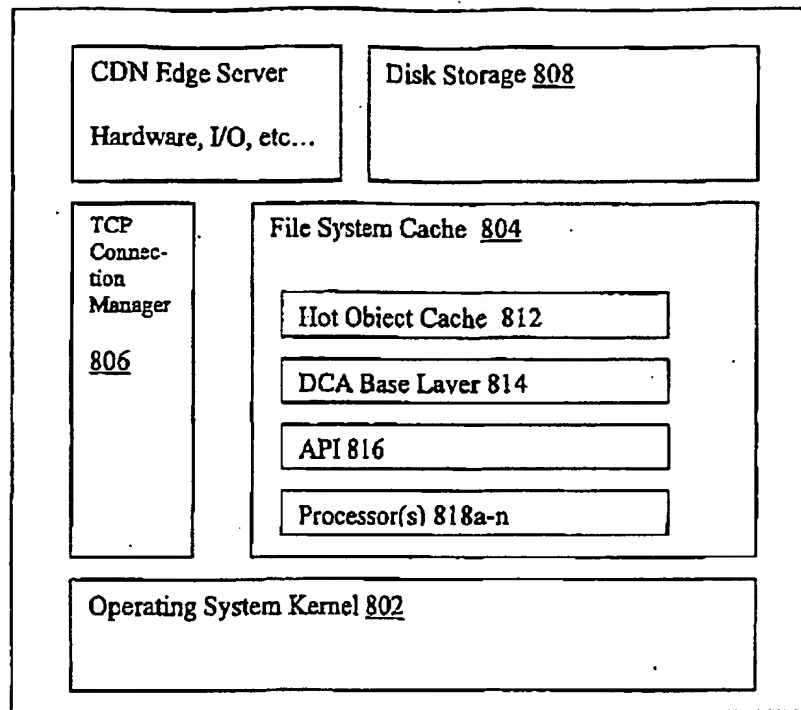 CDN Edge Server
Hardware, I/O, etc...
Disk Storage 808
TCP
Connec-
tion
Manager
806
File System Cache 804
Hot Object Cache 812
DCA Base Layer 814
API 816
Processor(s) 818a-n
Operating System Kernel 802